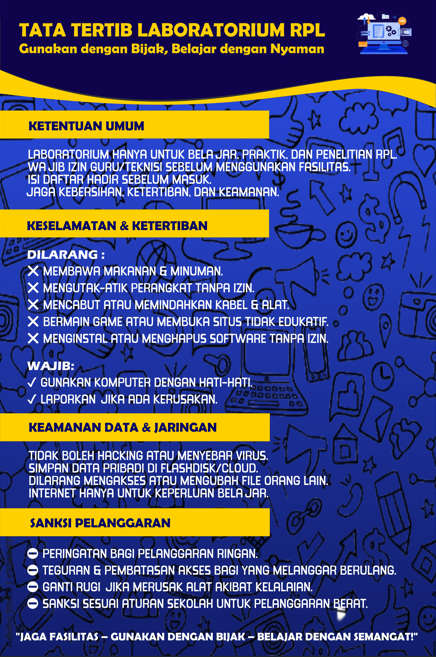 TATA TERTIB LABORATORIUM RPL
Gunakan dengan Bijak, Belajar dengan Nyaman
KETENTUAN UMUM
LABORATORIUM HANYA UNTUK BELAJAR, PRAKTIK, DAN PENELITIAN RPL.
WAJIB IZIN GURU/TEKNISI SEBELUM MENGGUNAKAN FASILITAS.
ISI DAFTAR HADIR SEBELUM MASUK.
JAGA KEBERSIHAN, KETERTIBAN, DAN KEAMANAN.
KESELAMATAN & KETERTIBAN
DILARANG :
❌ MEMBAWA MAKANAN & MINUMAN.
❌ MENGUTAK-ATIK PERANGKAT TANPA IZIN.
❌ MENCABUT ATAU MEMINDAHKAN KABEL & ALAT.
❌ BERMAIN GAME ATAU MEMBUKA SITUS TIDAK EDUKATIF.
❌ MENGINSTAL ATAU MENGHAPUS SOFTWARE TANPA IZIN.
WAJIB:
✓ GUNAKAN KOMPUTER DENGAN HATI-HATI.
✓ LAPORKAN JIKA ADA KERUSAKAN.
KEAMANAN DATA & JARINGAN
TIDAK BOLEH HACKING ATAU MENYEBAR VIRUS.
SIMPAN DATA PRIBADI DI FLASHDISK/CLOUD.
DILARANG MENGAKSES ATAU MENGUBAH FILE ORANG LAIN.
INTERNET HANYA UNTUK KEPERLUAN BELAJAR.
SANKSI PELANGGARAN
⛔ PERINGATAN BAGI PELANGGARAN RINGAN.
⛔ TEGURAN & PEMBATASAN AKSES BAGI YANG MELANGGAR BERULANG.
⛔ GANTI RUGI JIKA MERUSAK ALAT AKIBAT KELALAIAN.
⛔ SANKSI SESUAI ATURAN SEKOLAH UNTUK PELANGGARAN BERAT.
"JAGA FASILITAS – GUNAKAN DENGAN BIJAK – BELAJAR DENGAN SEMANGAT!"